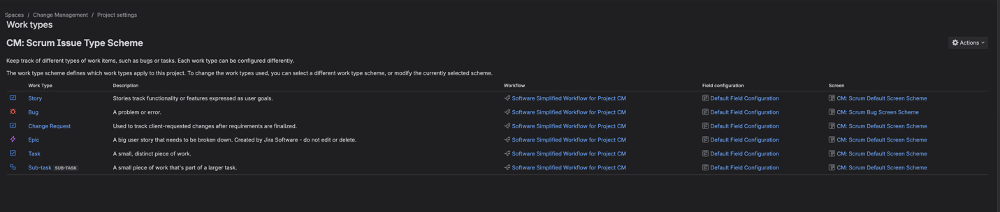 Spaces / Change Management / Project settings
Work types
CM: Scrum Issue Type Scheme
Actions
Keep track of different types of work items, such as bugs or tasks. Each work type can be configured differently.
The work type scheme defines which work types apply to this project. To change the work types used, you can select a different work type scheme, or modify the currently selected scheme.
Work Type Description Workflow Field configuration Screen
Story Stories track functionality or features expressed as user goals. Software Simplified Workflow for Project CM Default Field Configuration CM: Scrum Default Screen Scheme
Bug A problem or error. Software Simplified Workflow for Project CM Default Field Configuration CM: Scrum Bug Screen Scheme
Change Request Used to track client-requested changes after requirements are finalized. Software Simplified Workflow for Project CM Default Field Configuration CM: Scrum Default Screen Scheme
Epic A big user story that needs to be broken down. Created by Jira Software - do not edit or delete. Software Simplified Workflow for Project CM Default Field Configuration CM: Scrum Default Screen Scheme
Task A small, distinct piece of work. Software Simplified Workflow for Project CM Default Field Configuration CM: Scrum Default Screen Scheme
Sub-task SUB-TASK A small piece of work that's part of a larger task. Software Simplified Workflow for Project CM Default Field Configuration CM: Scrum Default Screen Scheme